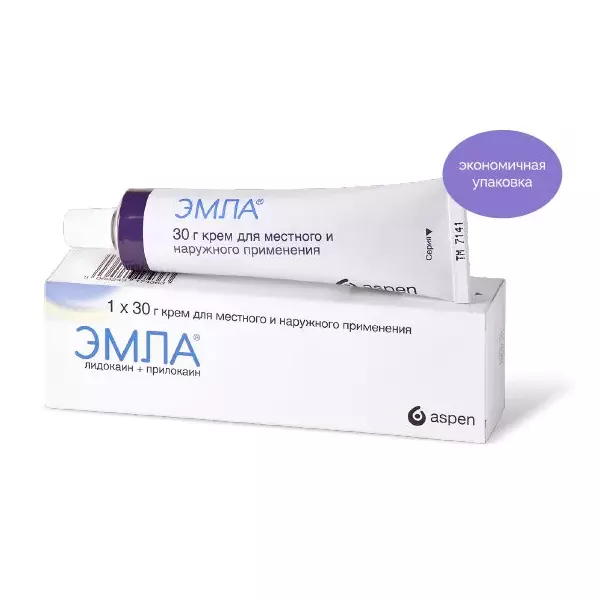 экономичная
упаковка
ЭМЛА®
30 г крем для местного и
наружного применения
Серия
ТМ 7141
aspen
1 x 30 г крем для местного и наружного применения
ЭМЛА®
лидокаин + прилокаин
aspen